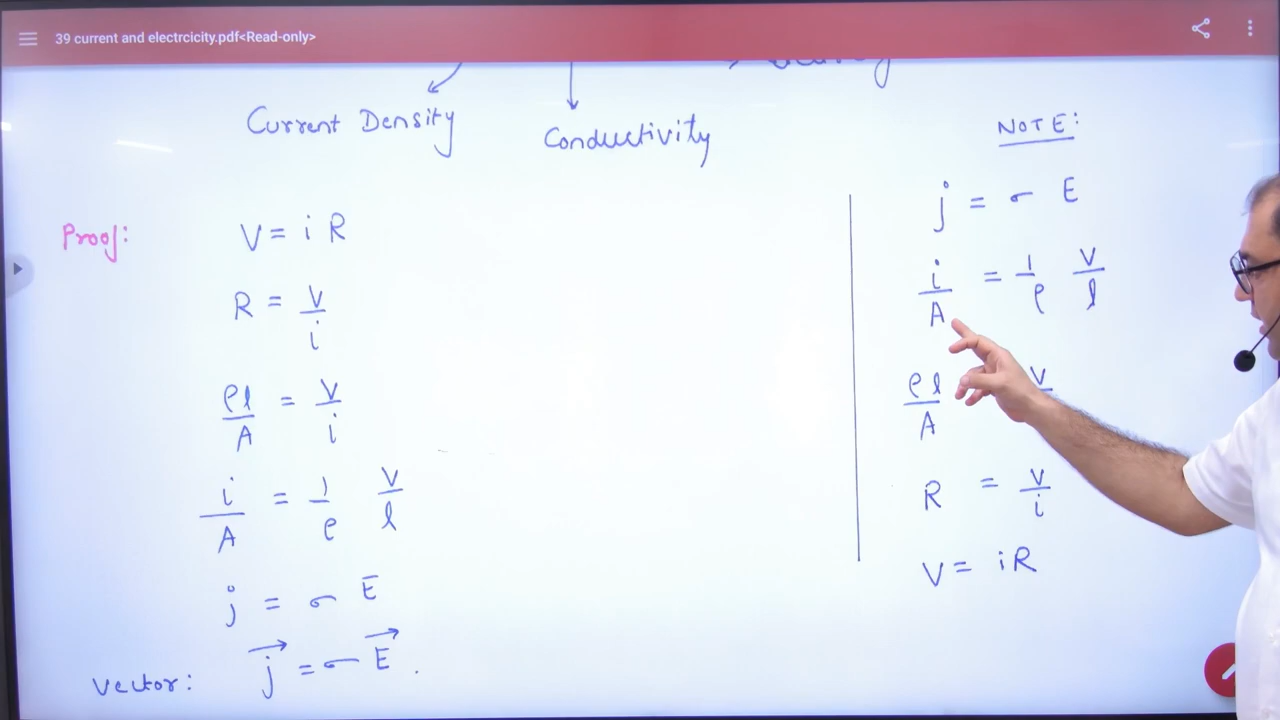 39 current and electrcicity.pdf<Read-only>
Current Density
Conductivity
Proof:
V = i R
R = V/i
ρl/A = V/i
i/A = 1/ρ V/l
j = σ E
Vector: j⃗ = σ E⃗ .
NOTE:
j = σ E
i/A = 1/ρ V/l
ρl/A V
R = V/i
V = iR